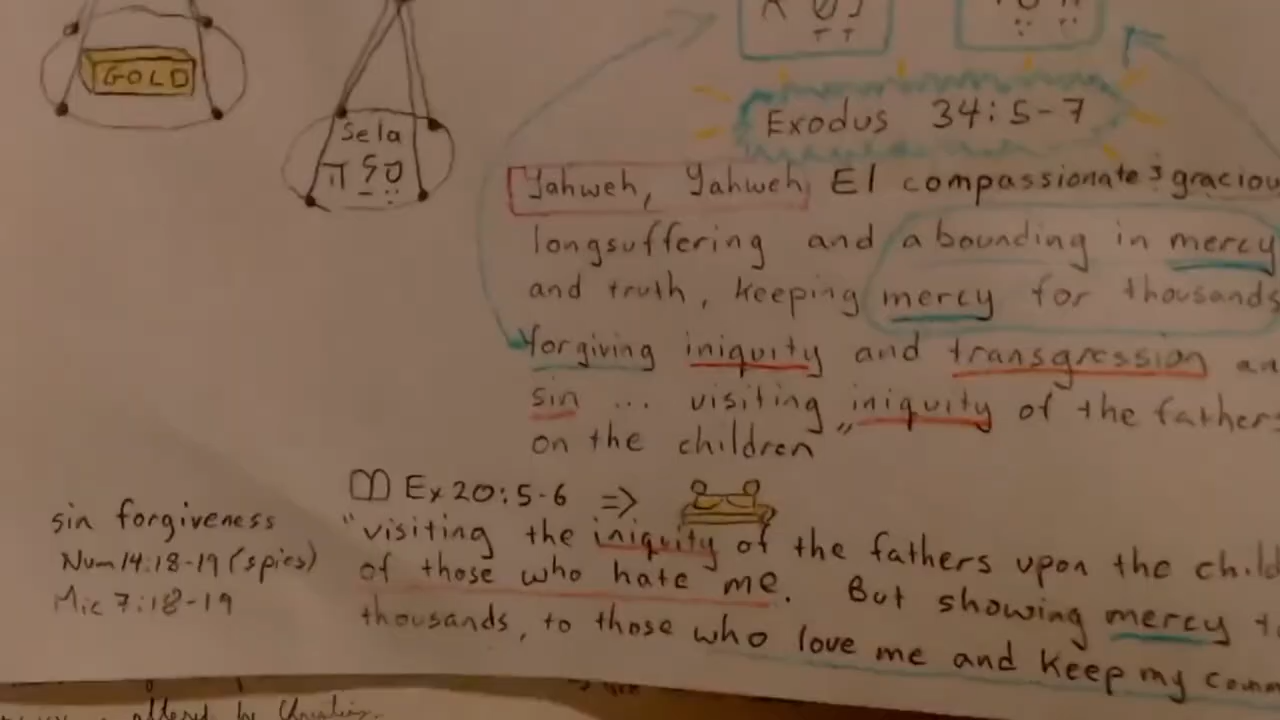 GOLD
Sela
Exodus 34:5-7
Yahweh, Yahweh, El compassionate & graciou
longsuffering and abounding in mercy
and truth, keeping mercy for thousands
forgiving iniquity and transgression an
sin ... visiting „iniquity of the fathers
on the children"
Ex 20:5-6 =>
"visiting the iniquity of the fathers upon the child
of those who hate me. But showing mercy to
thousands, to those who love me and keep my comm
sin forgiveness
Num 14:18-19 (spies)
Mic 7:18-19